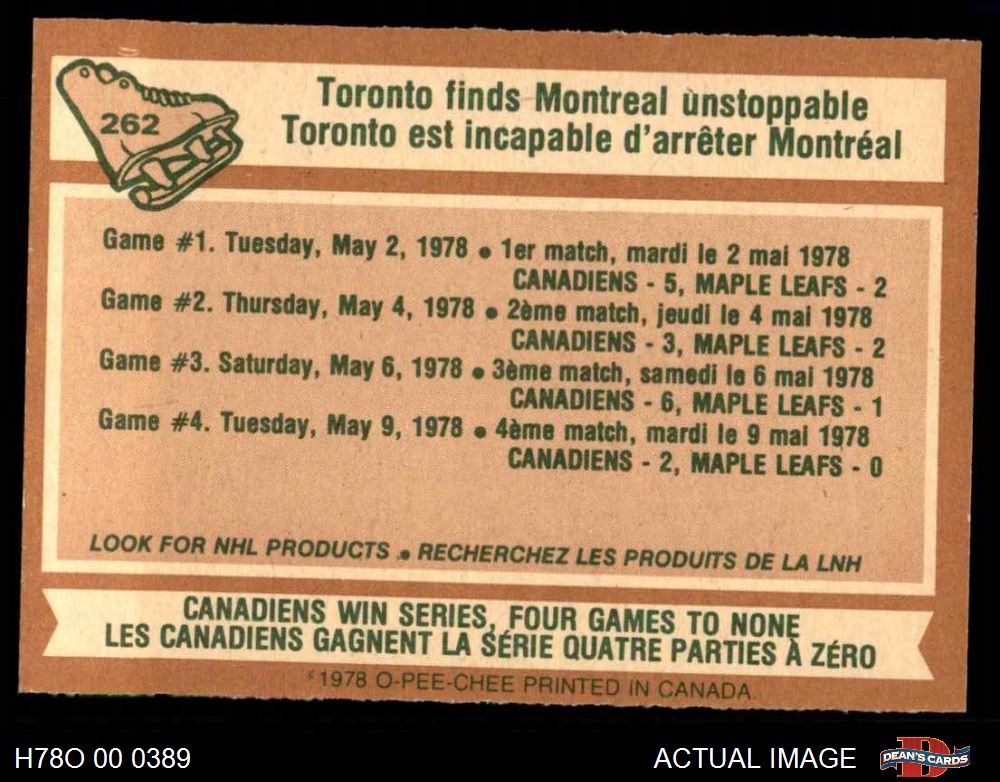 262
Toronto finds Montreal unstoppable
Toronto est incapable d'arrêter Montréal
Game #1. Tuesday, May 2, 1978 • 1er match, mardi le 2 mai 1978
CANADIENS - 5, MAPLE LEAFS - 2
Game #2. Thursday, May 4, 1978 • 2ème match, jeudi le 4 mai 1978
CANADIENS - 3, MAPLE LEAFS - 2
Game #3. Saturday, May 6, 1978 • 3ème match, samedi le 6 mai 1978
CANADIENS - 6, MAPLE LEAFS - 1
Game #4. Tuesday, May 9, 1978 • 4ème match, mardi le 9 mai 1978
CANADIENS - 2, MAPLE LEAFS - 0
LOOK FOR NHL PRODUCTS • RECHERCHEZ LES PRODUITS DE LA LNH
CANADIENS WIN SERIES, FOUR GAMES TO NONE
LES CANADIENS GAGNENT LA SÉRIE QUATRE PARTIES À ZÉRO
©1978 O-PEE-CHEE PRINTED IN CANADA.
H78O 00 0389
ACTUAL IMAGE
DEAN'S CARDS